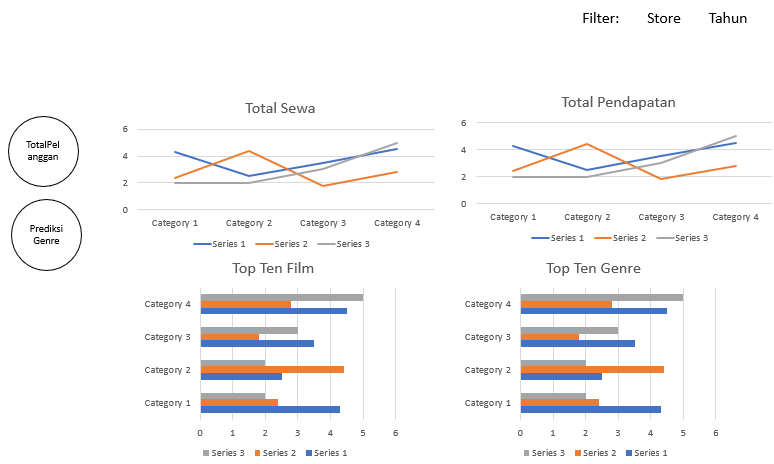 Filter: Store Tahun
Total Sewa
6
4
2
0
Category 1 Category 2 Category 3 Category 4
Series 1 Series 2 Series 3
Total Pendapatan
6
4
2
0
Category 1 Category 2 Category 3 Category 4
Series 1 Series 2 Series 3
TotalPel
anggan
Prediksi
Genre
Top Ten Film
Category 4
Category 3
Category 2
Category 1
0 1 2 3 4 5 6
Series 3 Series 2 Series 1
Top Ten Genre
Category 4
Category 3
Category 2
Category 1
0 1 2 3 4 5 6
Series 3 Series 2 Series 1